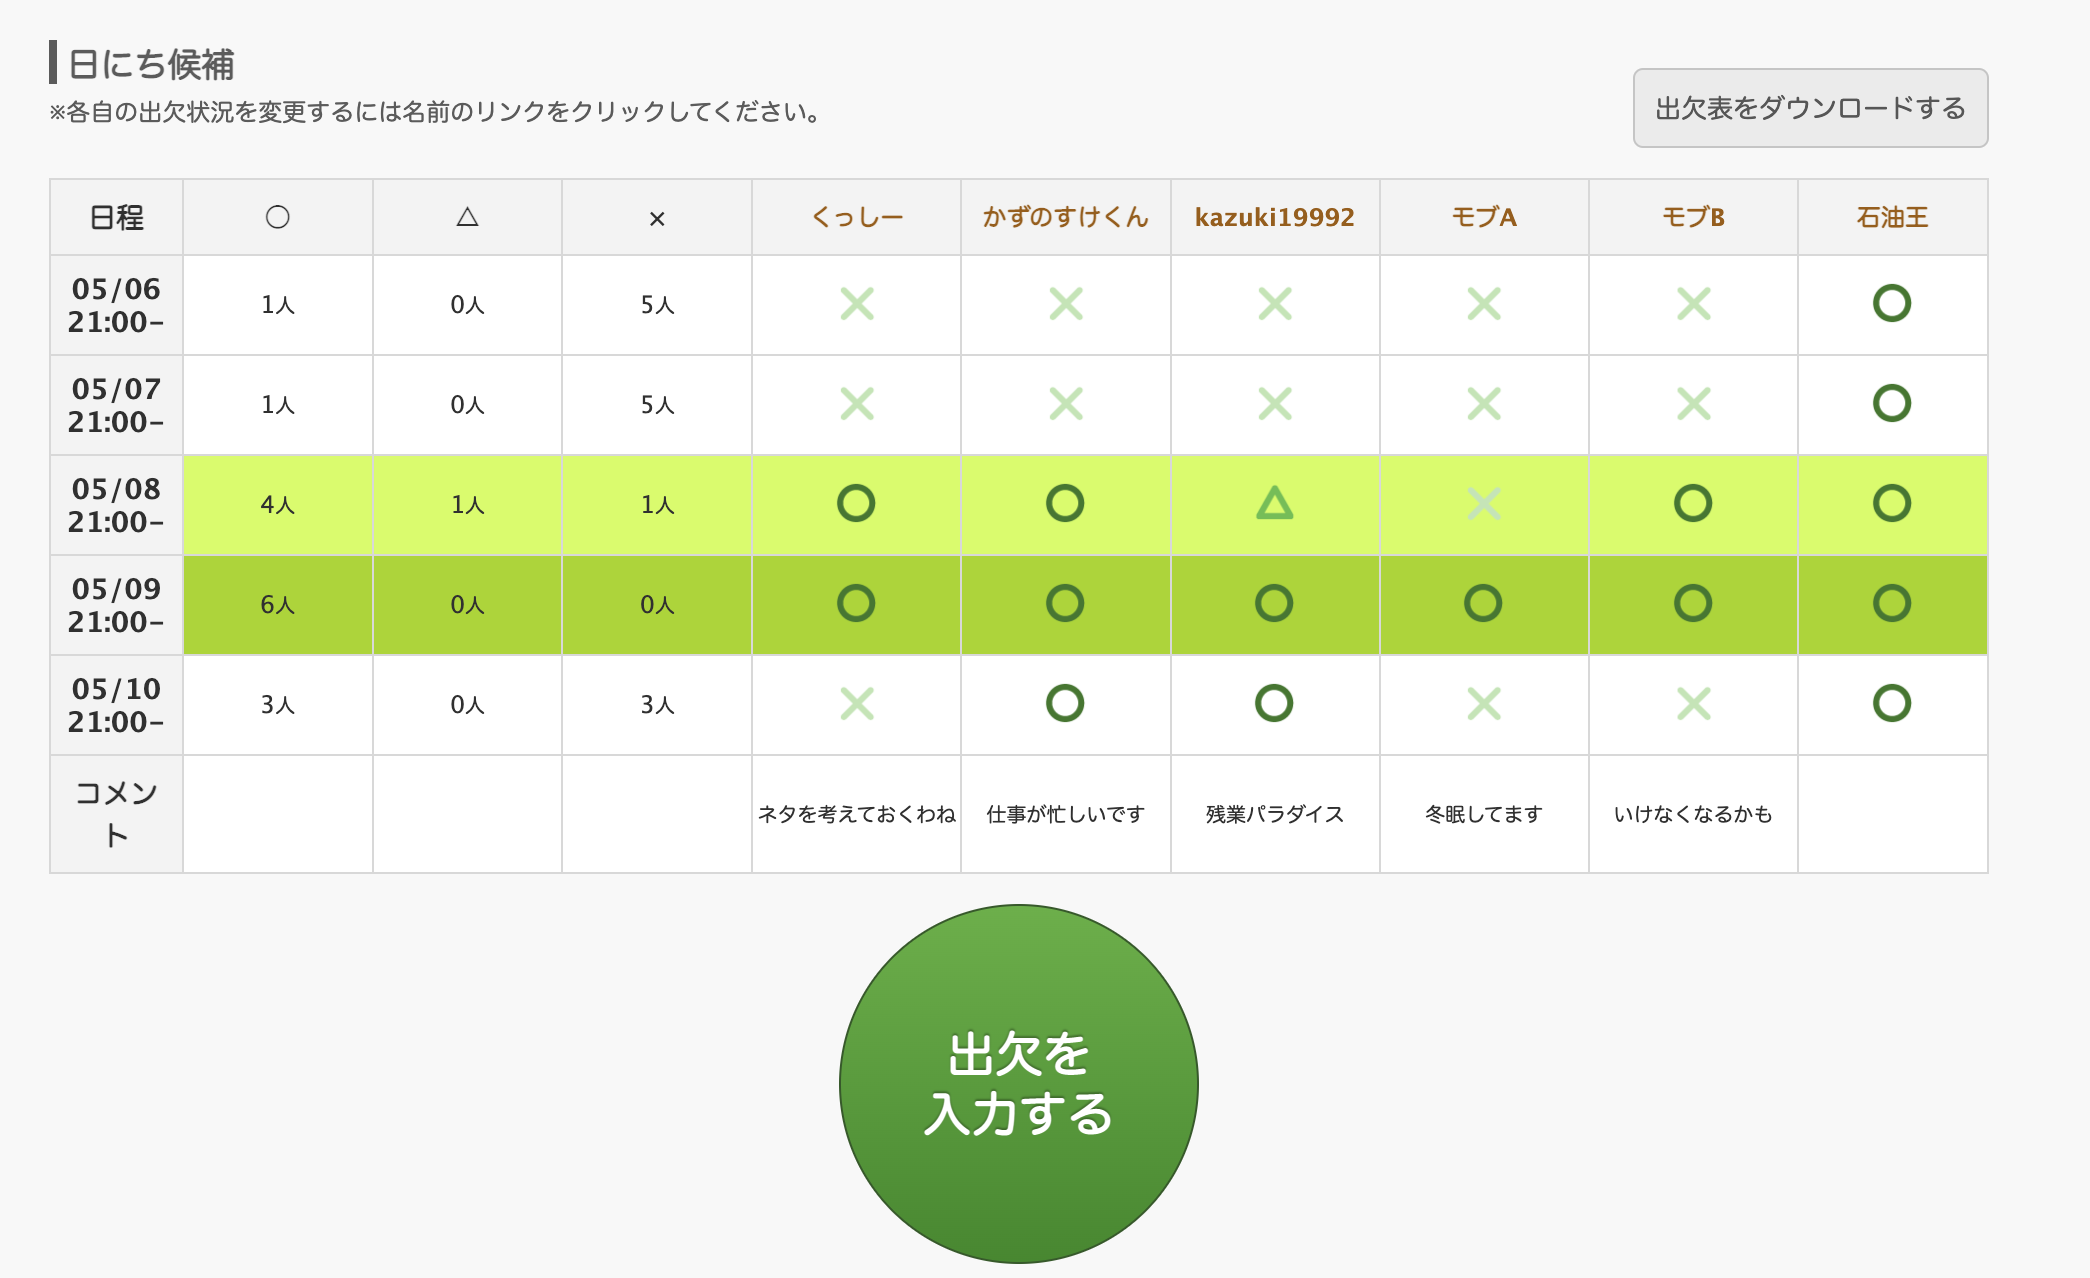 日にち候補
※各自の出欠状況を変更するには名前のリンクをクリックしてください。
出欠表をダウンロードする
日程 ◯ △ × くっしー かずのすけくん kazuki19992 モブA モブB 石油王
05/06
21:00− 1人 0人 5人 × × × × × ○
05/07
21:00− 1人 0人 5人 × × × × × ○
05/08
21:00− 4人 1人 1人 ○ ○ △ × ○ ○
05/09
21:00− 6人 0人 0人 ○ ○ ○ ○ ○ ○
05/10
21:00− 3人 0人 3人 × ○ ○ × × ○
コメン
ト ネタを考えておくわね 仕事が忙しいです 残業パラダイス 冬眠してます いけなくなるかも
出欠を
入力する